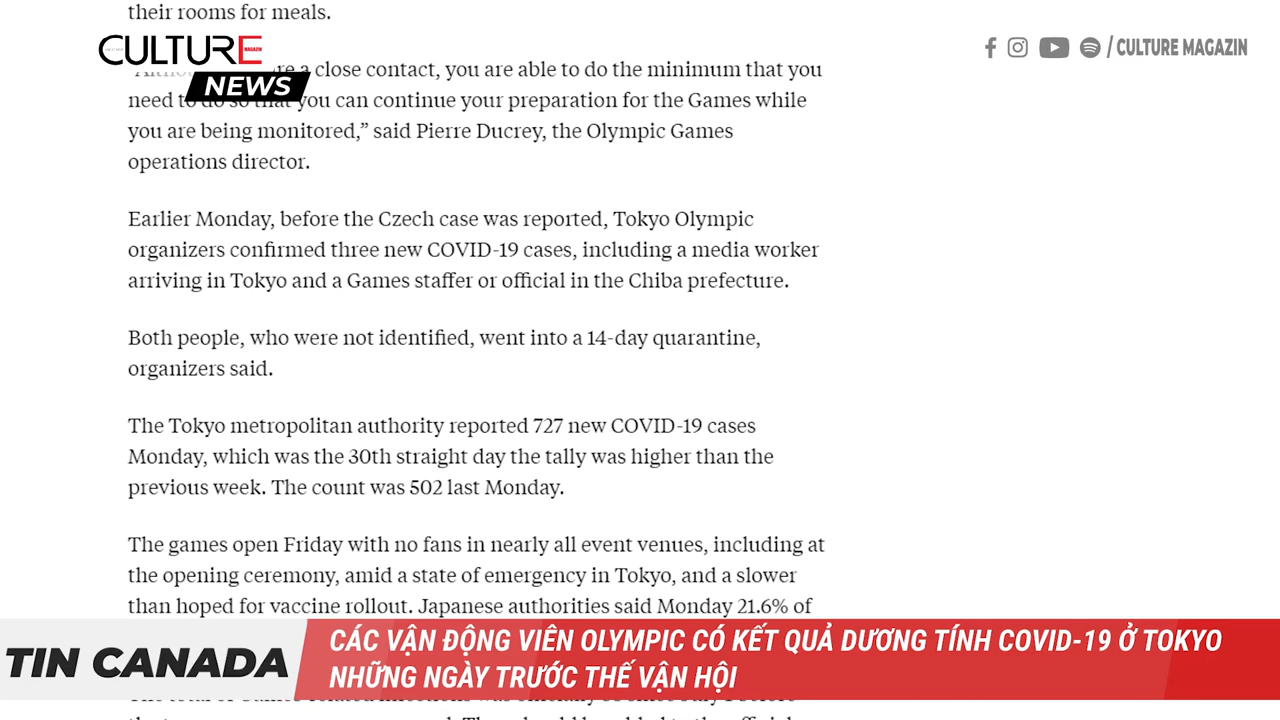 their rooms for meals.
CULTURE
MAGAZIN
NEWS
/ CULTURE MAGAZIN
a close contact, you are able to do the minimum that you
need to do so that you can continue your preparation for the Games while
you are being monitored,” said Pierre Ducrey, the Olympic Games
operations director.
Earlier Monday, before the Czech case was reported, Tokyo Olympic
organizers confirmed three new COVID-19 cases, including a media worker
arriving in Tokyo and a Games staffer or official in the Chiba prefecture.
Both people, who were not identified, went into a 14-day quarantine,
organizers said.
The Tokyo metropolitan authority reported 727 new COVID-19 cases
Monday, which was the 30th straight day the tally was higher than the
previous week. The count was 502 last Monday.
The games open Friday with no fans in nearly all event venues, including at
the opening ceremony, amid a state of emergency in Tokyo, and a slower
than hoped for vaccine rollout. Japanese authorities said Monday 21.6% of
TIN CANADA
CÁC VẬN ĐỘNG VIÊN OLYMPIC CÓ KẾT QUẢ DƯƠNG TÍNH COVID-19 Ở TOKYO
NHỮNG NGÀY TRƯỚC THẾ VẬN HỘI